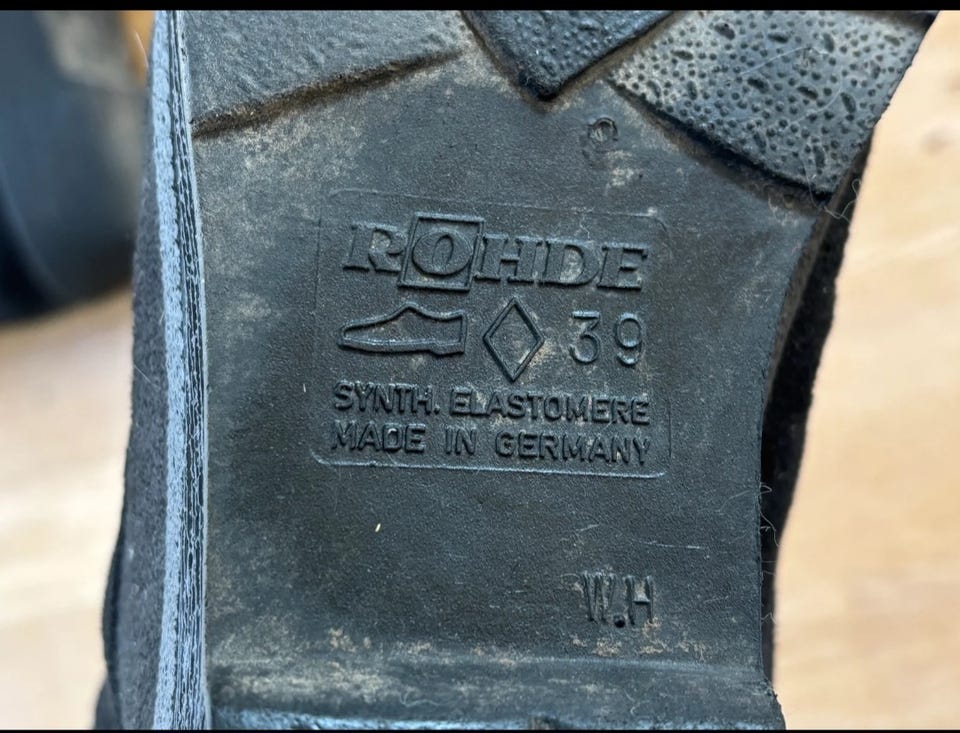 ROHDE
39
SYNTH. ELASTOMERE
MADE IN GERMANY
W.H